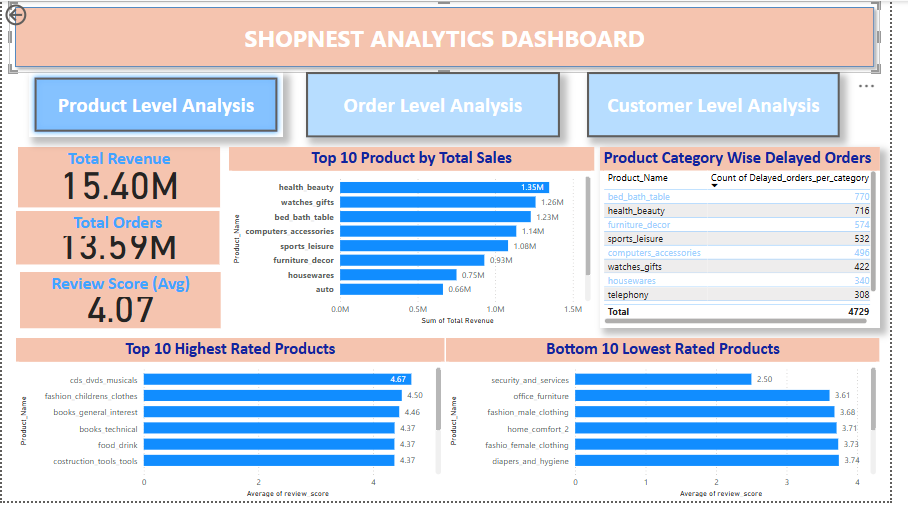 SHOPNEST ANALYTICS DASHBOARD
Product Level Analysis
Order Level Analysis
Customer Level Analysis
Total Revenue
15.40M
Total Orders
13.59M
Review Score (Avg)
4.07
Top 10 Product by Total Sales
Product_Name
health_beauty 1.35M
watches_gifts 1.26M
bed_bath_table 1.23M
computers_accessories 1.14M
sports_leisure 1.08M
furniture_decor 0.93M
housewares 0.75M
auto 0.66M
0.0M 0.5M 1.0M 1.5M
Sum of Total Revenue
Product Category Wise Delayed Orders
Product_Name Count of Delayed_orders_per_category
bed_bath_table 770
health_beauty 716
furniture_decor 574
sports_leisure 532
computers_accessories 496
watches_gifts 422
housewares 340
telephony 308
Total 4729
Top 10 Highest Rated Products
Product_Name
cds_dvds_musicals 4.67
fashion_childrens_clothes 4.50
books_general_interest 4.46
books_technical 4.37
food_drink 4.37
costruction_tools_tools 4.37
0 2 4
Average of review_score
Bottom 10 Lowest Rated Products
Product_Name
security_and_services 2.50
office_furniture 3.61
fashion_male_clothing 3.68
home_comfort_2 3.71
fashio_female_clothing 3.73
diapers_and_hygiene 3.74
0 1 2 3 4
Average of review_score